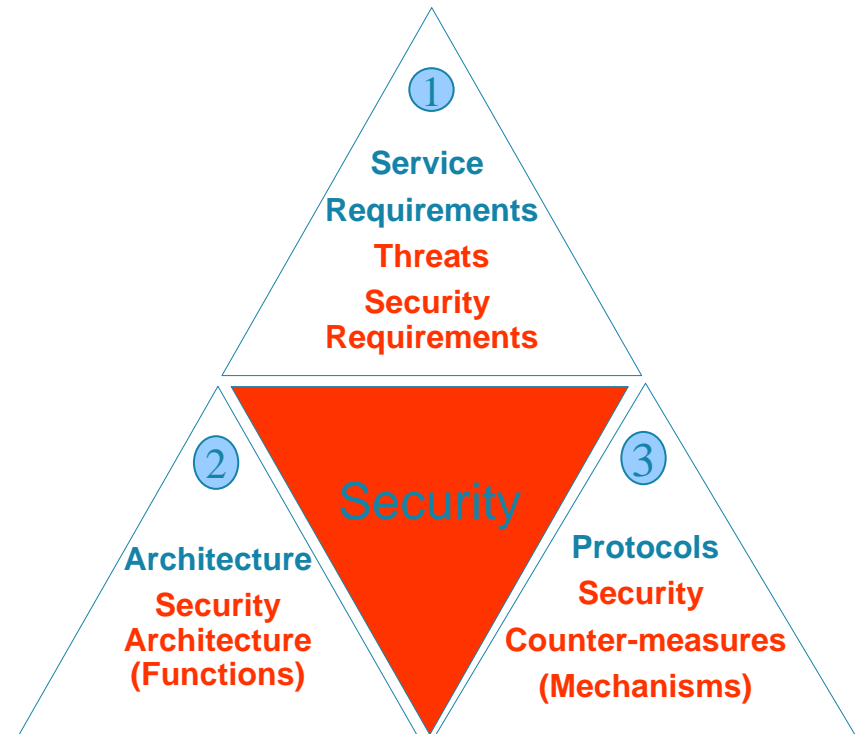 1
Service
Requirements
Threats
Security
Requirements
2
Architecture
Security
Architecture
(Functions)
Security
3
Protocols
Security
Counter-measures
(Mechanisms)